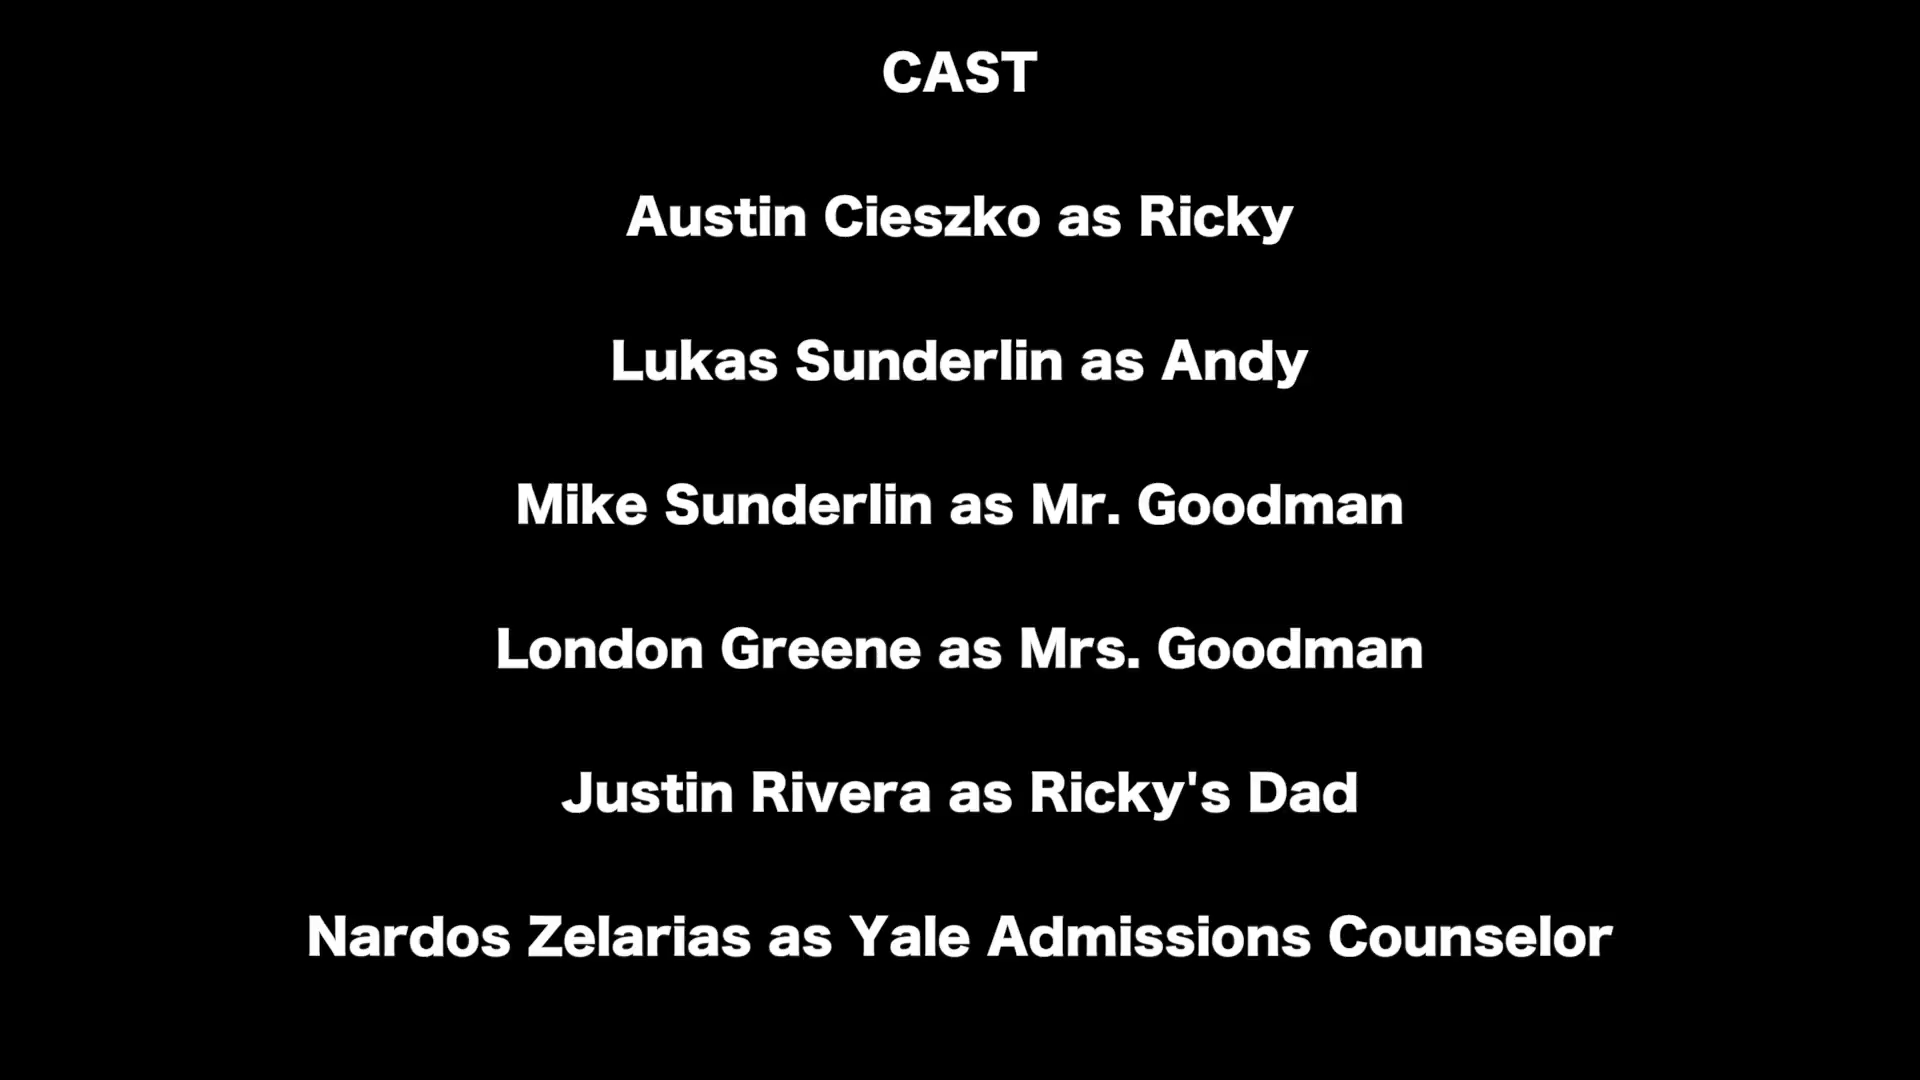 CAST
Austin Cieszko as Ricky
Lukas Sunderlin as Andy
Mike Sunderlin as Mr. Goodman
London Greene as Mrs. Goodman
Justin Rivera as Ricky's Dad
Nardos Zelarias as Yale Admissions Counselor